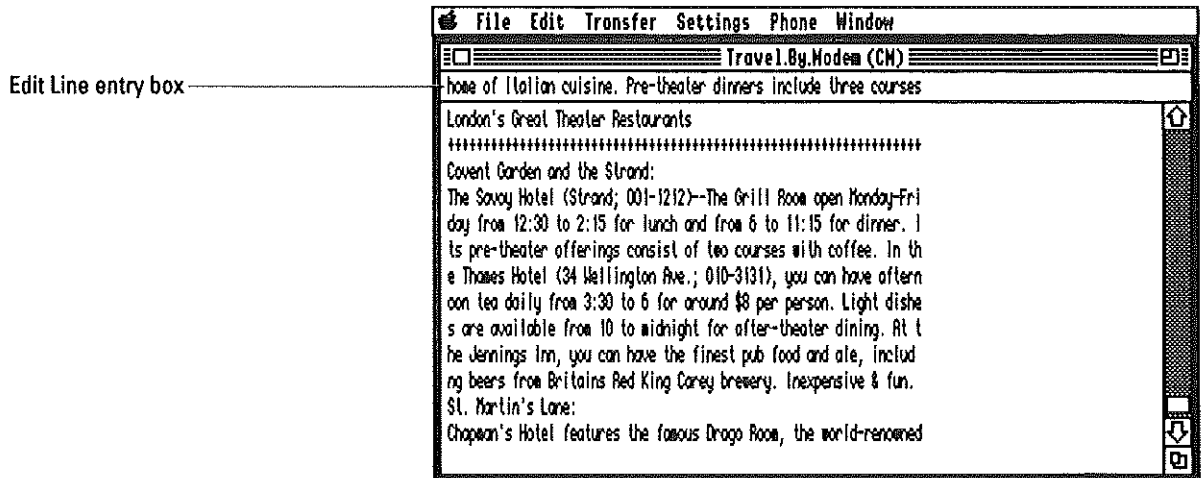 File Edit Transfer Settings Phone Window
Travel.By.Modem (CM)
Edit Line entry box
home of Italian cuisine. Pre-theater dinners include three courses
London's Great Theater Restaurants
++++++++++++++++++++++++++++++++++++++++++++++++++++++++++++++++++
Covent Garden and the Strand:
The Savoy Hotel (Strand; 001-1212)--The Grill Room open Monday-Fri
day from 12:30 to 2:15 for lunch and from 6 to 11:15 for dinner. I
ts pre-theater offerings consist of two courses with coffee. In th
e Thames Hotel (34 Wellington Ave.; 010-3131), you can have aftern
oon tea daily from 3:30 to 6 for around $8 per person. Light dishe
s are available from 10 to midnight for after-theater dining. At t
he Jennings Inn, you can have the finest pub food and ale, includ
ng beers from Britains Red King Carey brewery. Inexpensive & fun.
St. Martin's Lane:
Chapman's Hotel features the famous Drago Room, the world-renowned